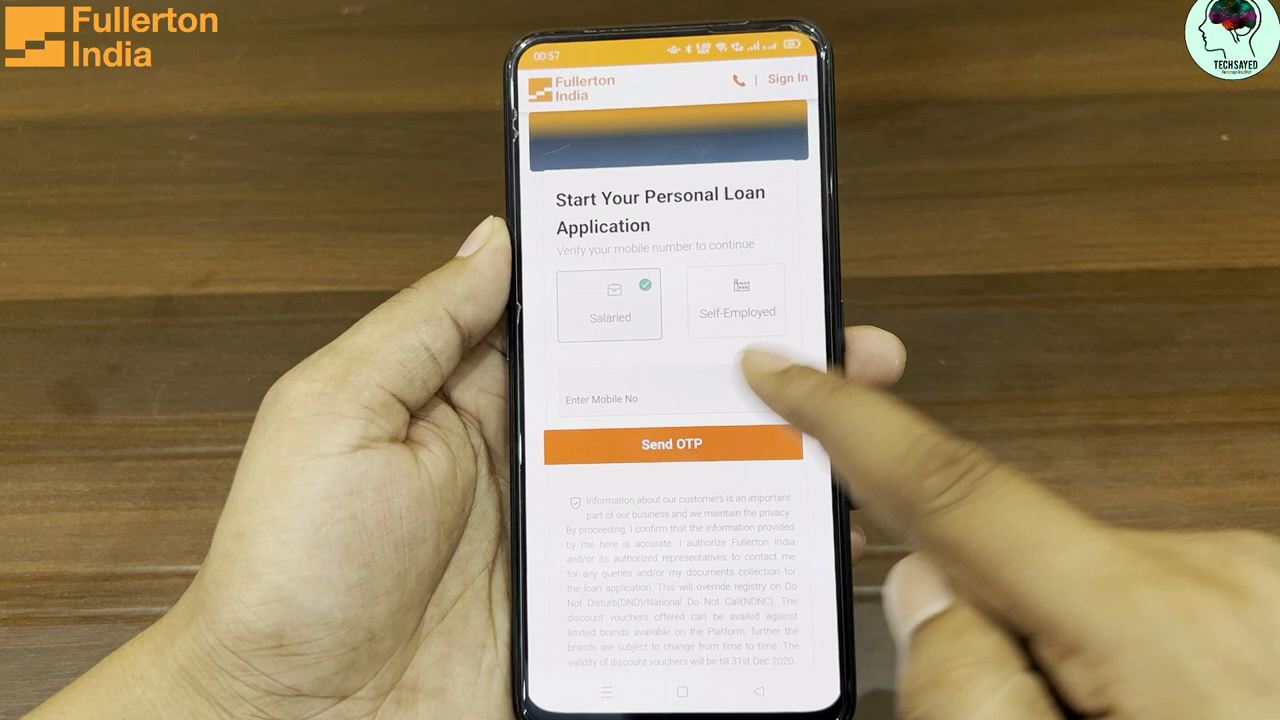 Fullerton
India
TECHSAYED
00:57
Fullerton
India
Sign In
Start Your Personal Loan
Application
Verify your mobile number to continue
Salaried
Self-Employed
Enter Mobile No
Send OTP
Information about our customers is an important
part of our business and we maintain the privacy.
By proceeding, I confirm that the information provided
by me here is accurate. I authorize Fullerton India
and/or its authorized representatives to contact me
for any queries and/or my documents collection for
the loan application. This will override registry on Do
Not Disturb(DND)/National Do Not Call(NDNC). The
discount vouchers offered can be availed against
limited brands available on the Platform, further the
brands are subject to change from time to time. The
validity of discount vouchers will be till 31st Dec 2020.